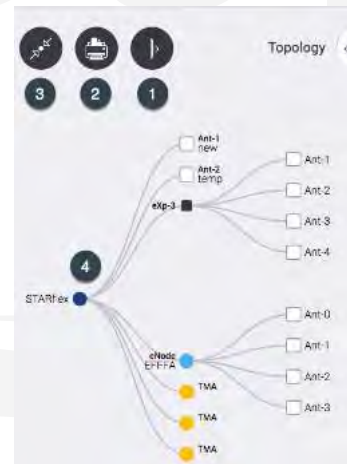 Topology
3
2
1
Ant-1
new
Ant-2
temp
eXp-3
Ant-1
Ant-2
Ant-3
Ant-4
4
STARflex
eNode
EFFFA
Ant-0
Ant-1
Ant-2
Ant-3
TMA
TMA
TMA